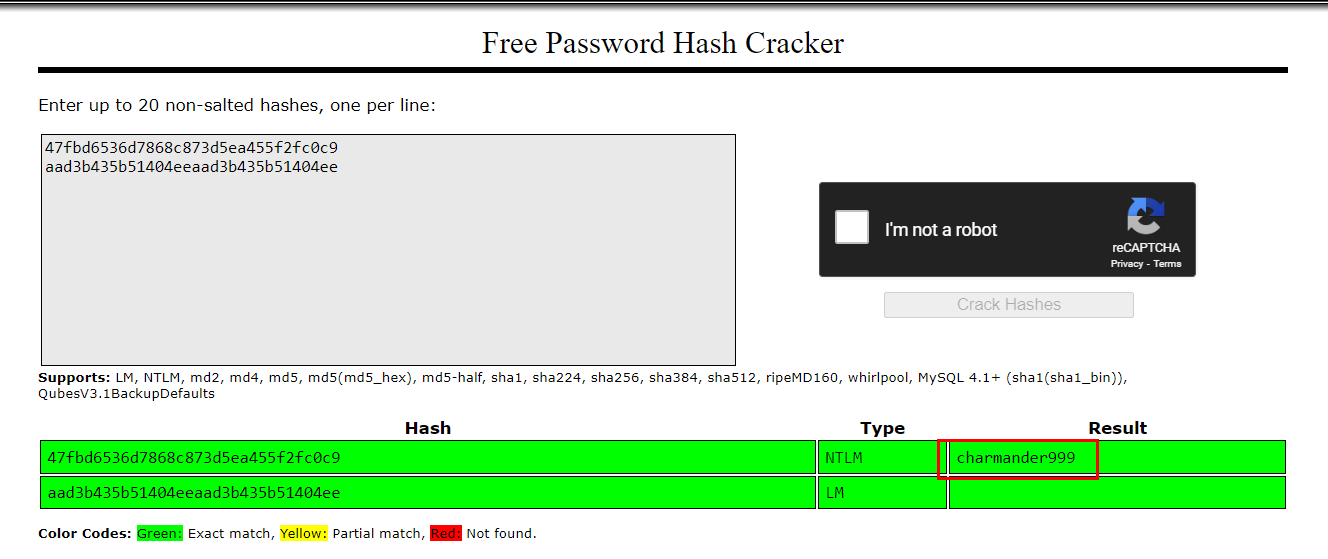 Free Password Hash Cracker
Enter up to 20 non-salted hashes, one per line:
47fbd6536d7868c873d5ea455f2fc0c9
aad3b435b51404eeaad3b435b51404ee
I'm not a robot
reCAPTCHA
Privacy - Terms
Crack Hashes
Supports: LM, NTLM, md2, md4, md5, md5(md5_hex), md5-half, sha1, sha224, sha256, sha384, sha512, ripeMD160, whirlpool, MySQL 4.1+ (sha1(sha1_bin)),
QubesV3.1BackupDefaults
Hash Type Result
47fbd6536d7868c873d5ea455f2fc0c9 NTLM charmander999
aad3b435b51404eeaad3b435b51404ee LM
Color Codes: Green: Exact match, Yellow: Partial match, Red: Not found.